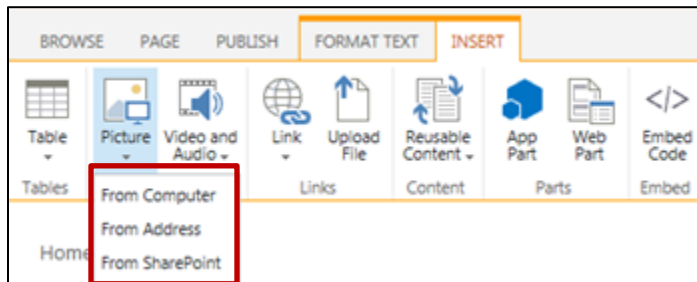 BROWSE PAGE PUBLISH FORMAT TEXT INSERT
Table Picture Video and Audio Link Upload File Reusable Content App Part Web Part Embed Code
Tables Links Content Parts Embed
From Computer
From Address
From SharePoint
Home